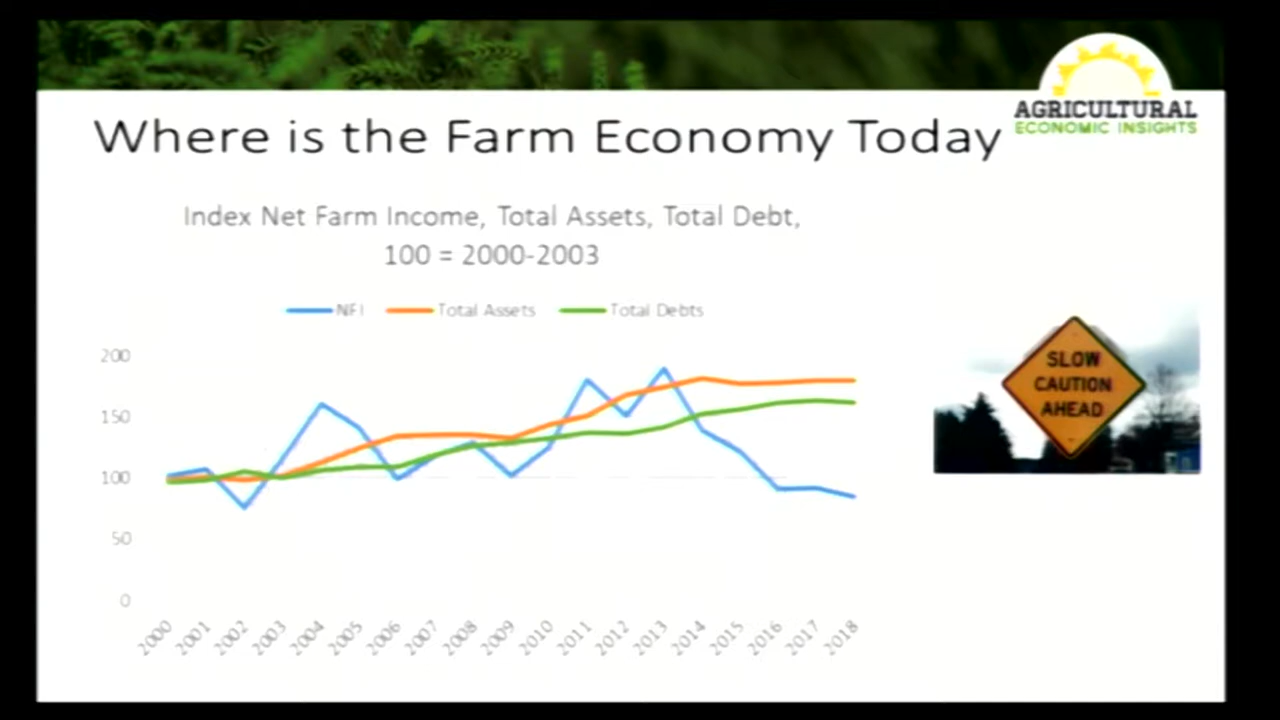 AGRICULTURAL
ECONOMIC INSIGHTS
Where is the Farm Economy Today
Index Net Farm Income, Total Assets, Total Debt,
100 = 2000-2003
NFI Total Assets Total Debts
200
150
100
50
0
2000 2001 2002 2003 2004 2005 2006 2007 2008 2009 2010 2011 2012 2013 2014 2015 2016 2017 2018
SLOW
CAUTION
AHEAD